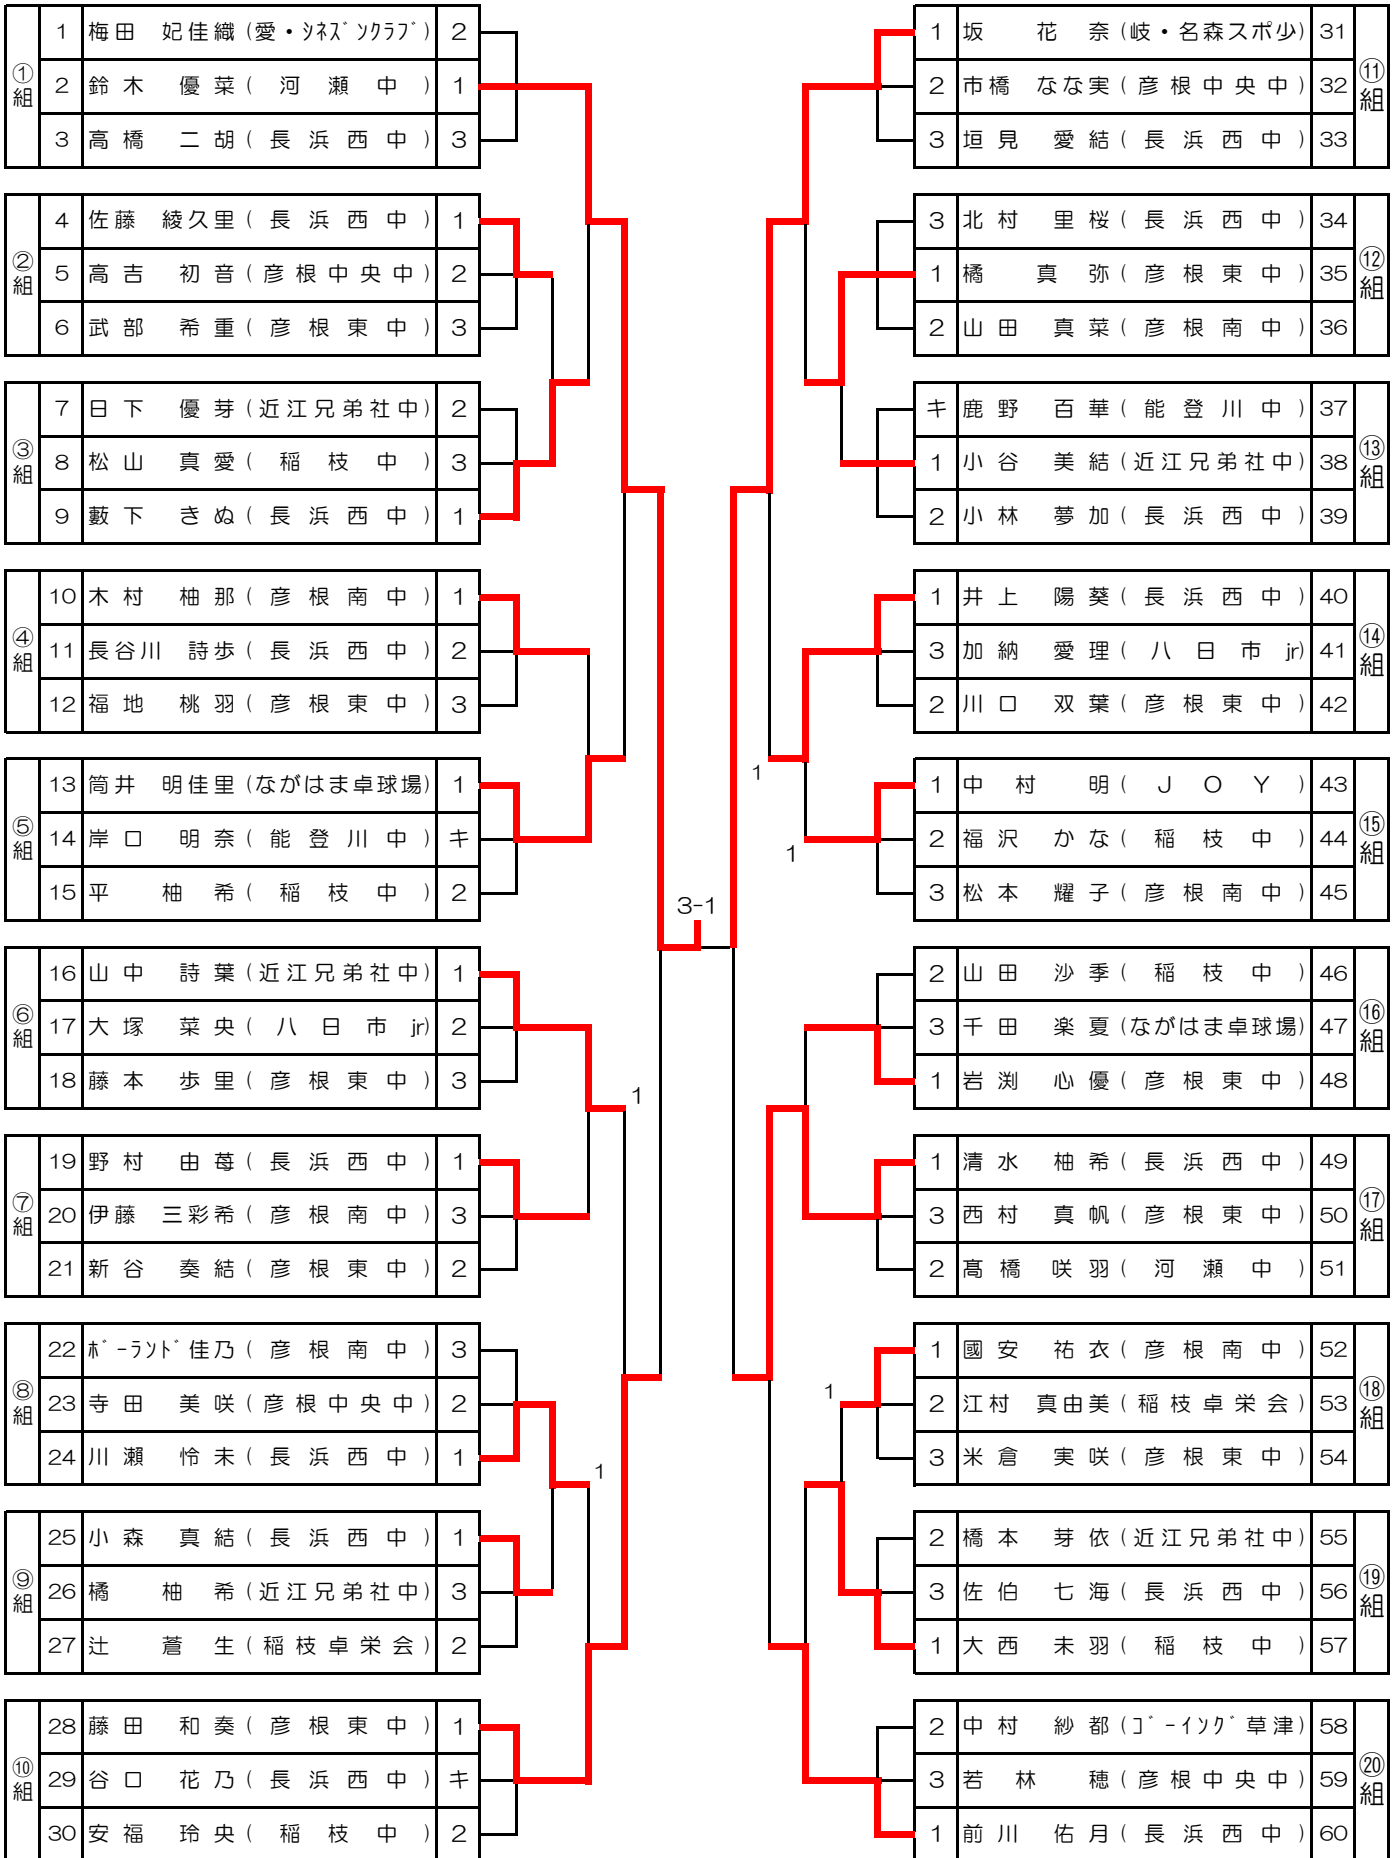 ①組
1 梅田 妃佳織 (愛・ｼﾈｽﾞﾝｸﾗﾌﾞ) 2
2 鈴木 優菜 (河瀬中) 1
3 高橋 二胡 (長浜西中) 3
②組
4 佐藤 綾久里 (長浜西中) 1
5 高吉 初音 (彦根中央中) 2
6 武部 希重 (彦根東中) 3
③組
7 日下 優芽 (近江兄弟社中) 2
8 松山 真愛 (稲枝中) 3
9 藪下 きぬ (長浜西中) 1
④組
10 木村 柚那 (彦根南中) 1
11 長谷川 詩歩 (長浜西中) 2
12 福地 桃羽 (彦根東中) 3
⑤組
13 筒井 明佳里 (ながはま卓球場) 1
14 岸口 明奈 (能登川中) キ
15 平 柚希 (稲枝中) 2
⑥組
16 山中 詩葉 (近江兄弟社中) 1
17 大塚 菜央 (八日市jr) 2
18 藤本 歩里 (彦根東中) 3
⑦組
19 野村 由苺 (長浜西中) 1
20 伊藤 三彩希 (彦根南中) 3
21 新谷 奏結 (彦根東中) 2
⑧組
22 ﾎﾞｰﾗﾝﾄﾞ佳乃 (彦根南中) 3
23 寺田 美咲 (彦根中央中) 2
24 川瀬 怜未 (長浜西中) 1
⑨組
25 小森 真結 (長浜西中) 1
26 橘 柚希 (近江兄弟社中) 3
27 辻 蒼生 (稲枝卓栄会) 2
⑩組
28 藤田 和奏 (彦根東中) 1
29 谷口 花乃 (長浜西中) キ
30 安福 玲央 (稲枝中) 2
1
1
3-1
1
1
1
⑪組
1 坂 花奈 (岐・名森スポ少) 31
2 市橋 なな実 (彦根中央中) 32
3 垣見 愛結 (長浜西中) 33
⑫組
3 北村 里桜 (長浜西中) 34
1 橘 真弥 (彦根東中) 35
2 山田 真菜 (彦根南中) 36
⑬組
キ 鹿野 百華 (能登川中) 37
1 小谷 美結 (近江兄弟社中) 38
2 小林 夢加 (長浜西中) 39
⑭組
1 井上 陽葵 (長浜西中) 40
3 加納 愛理 (八日市jr) 41
2 川口 双葉 (彦根東中) 42
⑮組
1 中村 明 (JOY) 43
2 福沢 かな (稲枝中) 44
3 松本 耀子 (彦根南中) 45
⑯組
2 山田 沙季 (稲枝中) 46
3 千田 楽夏 (ながはま卓球場) 47
1 岩渕 心優 (彦根東中) 48
⑰組
1 清水 柚希 (長浜西中) 49
3 西村 真帆 (彦根東中) 50
2 髙橋 咲羽 (河瀬中) 51
⑱組
1 國安 祐衣 (彦根南中) 52
2 江村 真由美 (稲枝卓栄会) 53
3 米倉 実咲 (彦根東中) 54
⑲組
2 橋本 芽依 (近江兄弟社中) 55
3 佐伯 七海 (長浜西中) 56
1 大西 未羽 (稲枝中) 57
⑳組
2 中村 紗都 (ｺﾞｰｲﾝｸﾞ草津) 58
3 若林 穂 (彦根中央中) 59
1 前川 佑月 (長浜西中) 60